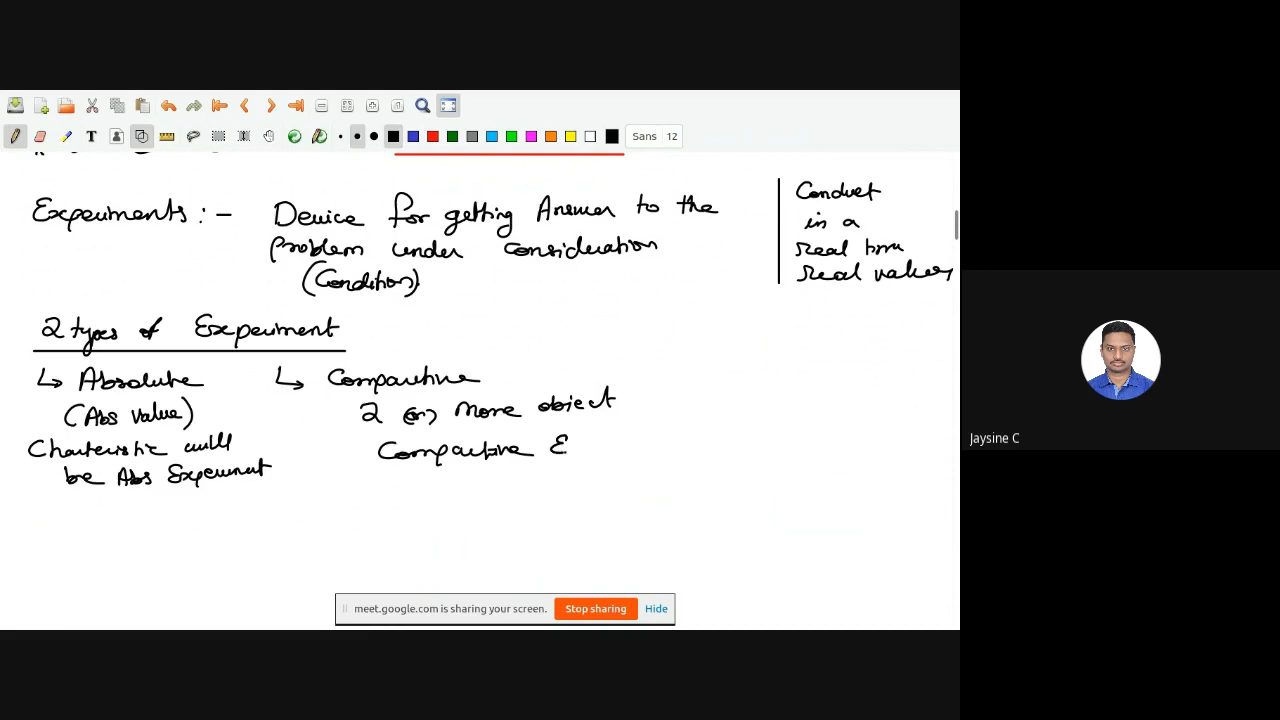 Sans 12
Experiments :- Device for getting Answer to the
Problem under consideration
(Condition).
Conduct
in a
real time
real values
2 types of Experiment
↳ Absolute
(Abs value)
Charteristic will
be Abs Experiment
↳ Comparitive
2 (or) More object
Comparitive E
Jaysine C
meet.google.com is sharing your screen.
Stop sharing
Hide